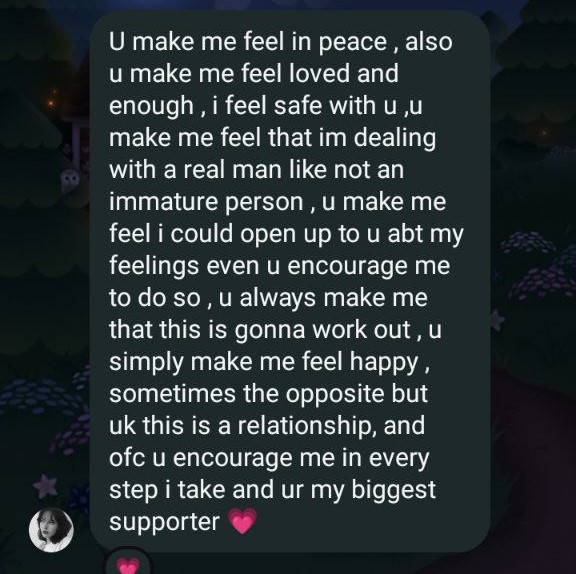 U make me feel in peace , also
u make me feel loved and
enough , i feel safe with u ,u
make me feel that im dealing
with a real man like not an
immature person , u make me
feel i could open up to u abt my
feelings even u encourage me
to do so , u always make me
that this is gonna work out , u
simply make me feel happy ,
sometimes the opposite but
uk this is a relationship, and
ofc u encourage me in every
step i take and ur my biggest
supporter 💗